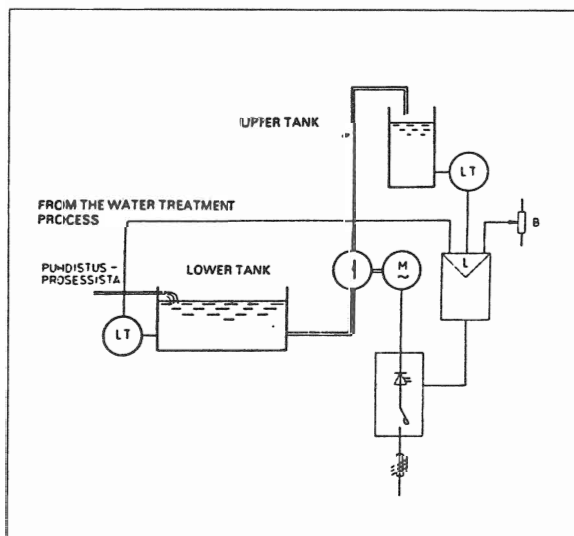 UPPER TANK
LT
FROM THE WATER TREATMENT
PROCESS
B
L
PUHDISTUS-
PROSESSISTA
LOWER TANK
M
~
LT